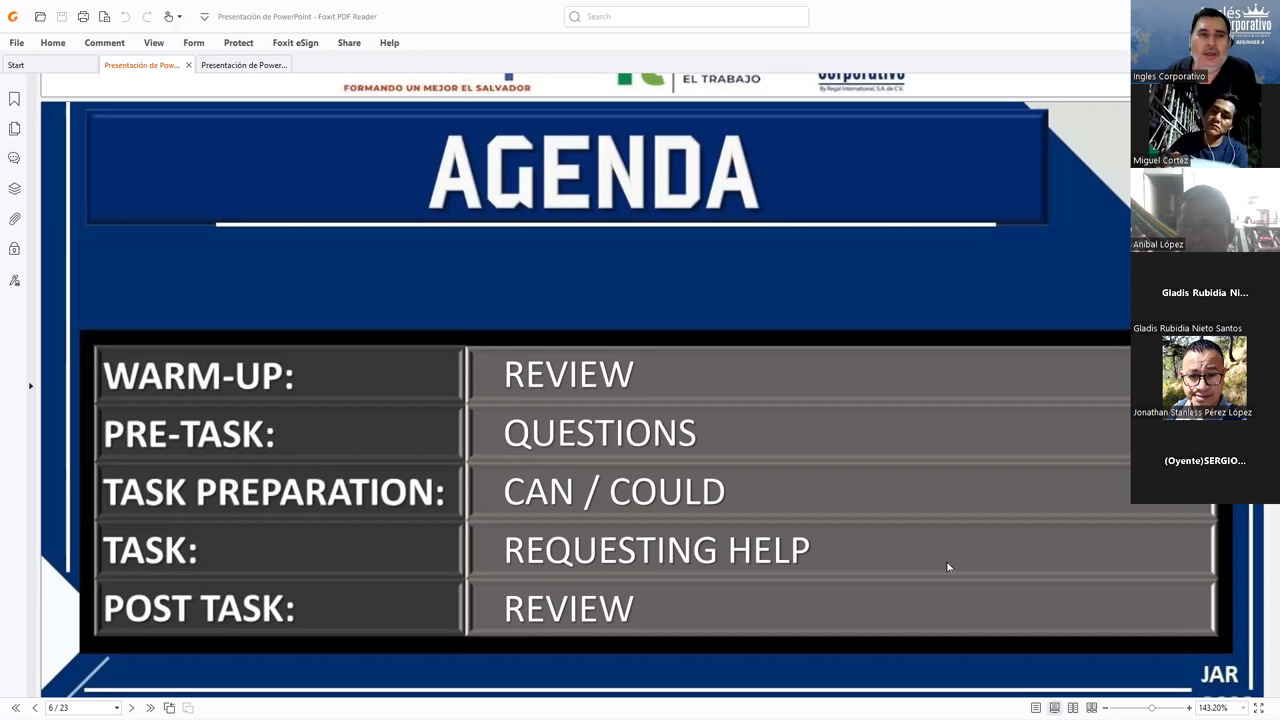 Presentación de PowerPoint - Foxit PDF Reader
Search
File Home Comment View Form Protect Foxit eSign Share Help
Start
Presentación de Pow...
Presentación de Power...
FORMANDO UN MEJOR EL SALVADOR
EL TRABAJO
corporativo
By Regal International, S.A. de C.V.
AGENDA
WARM-UP: REVIEW
PRE-TASK: QUESTIONS
TASK PREPARATION: CAN / COULD
TASK: REQUESTING HELP
POST TASK: REVIEW
JAR
6 / 23
143.20%
BEGINNER 4
Ingles Corporativo
Miguel Cortez
Aníbal López
Gladis Rubidia Ni...
Gladis Rubidia Nieto Santos
Jonathan Stanless Pérez López
(Oyente)SERGIO...